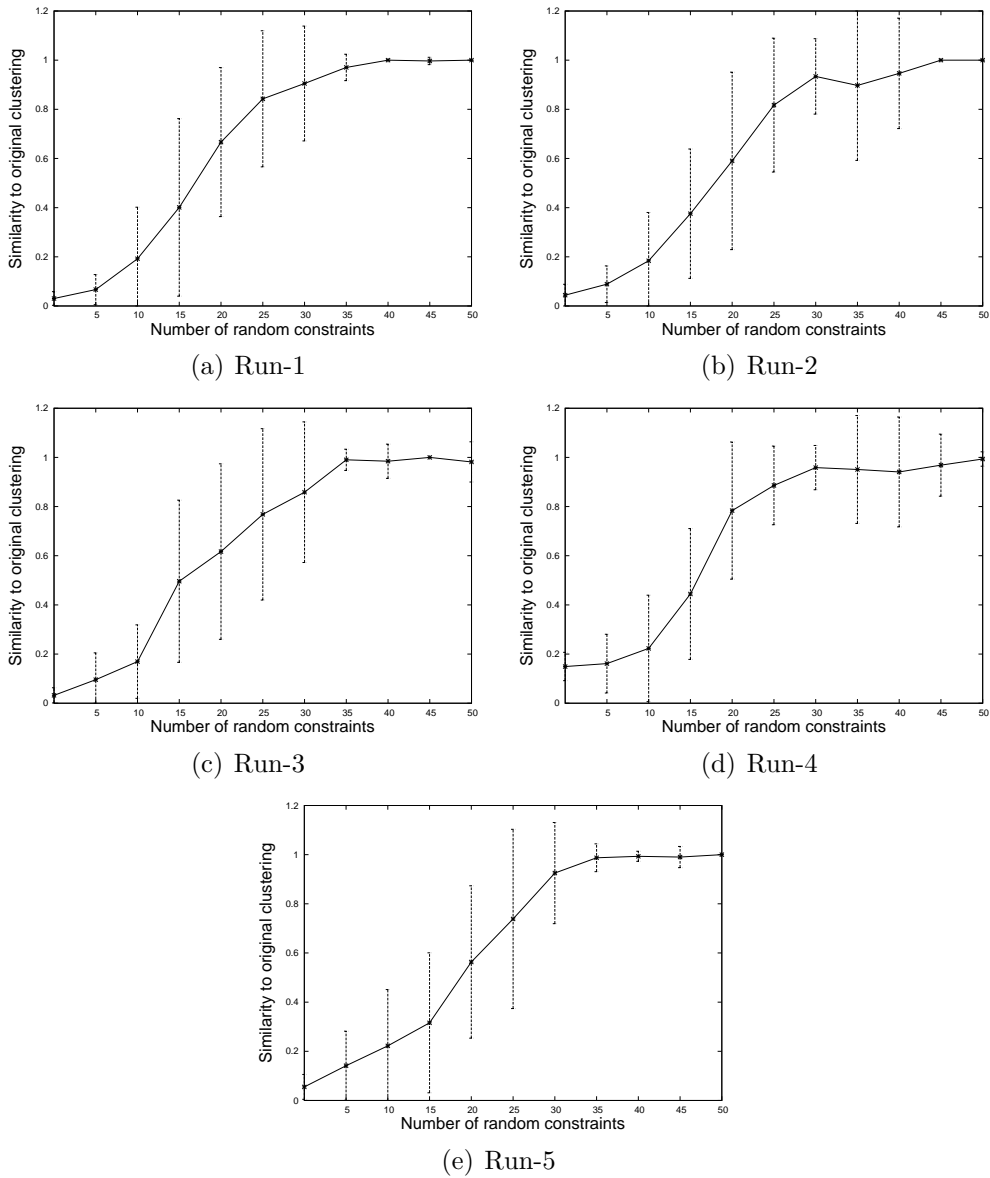 1.2
1
0.8
0.6
0.4
0.2
0
Similarity to original clustering
5 10 15 20 25 30 35 40 45 50
Number of random constraints
(a) Run-1
1.2
1
0.8
0.6
0.4
0.2
0
Similarity to original clustering
5 10 15 20 25 30 35 40 45 50
Number of random constraints
(b) Run-2
1.2
1
0.8
0.6
0.4
0.2
0
Similarity to original clustering
5 10 15 20 25 30 35 40 45 50
Number of random constraints
(c) Run-3
1.2
1
0.8
0.6
0.4
0.2
0
Similarity to original clustering
5 10 15 20 25 30 35 40 45 50
Number of random constraints
(d) Run-4
1.2
1
0.8
0.6
0.4
0.2
0
Similarity to original clustering
5 10 15 20 25 30 35 40 45 50
Number of random constraints
(e) Run-5